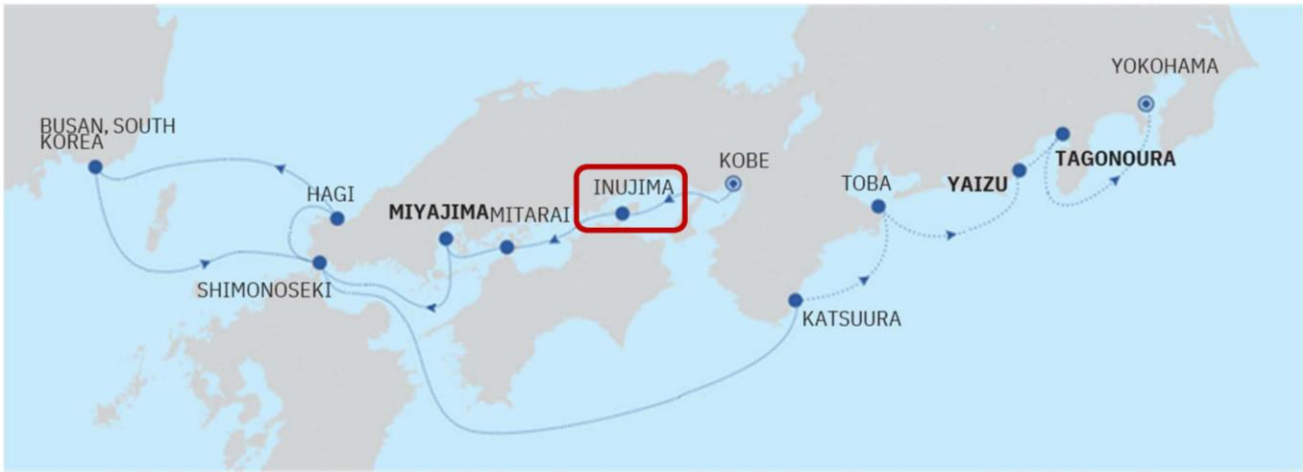 YOKOHAMA
BUSAN, SOUTH
KOREA
TAGONOURA
KOBE
TOBA
YAIZU
INUJIMA
HAGI
MIYAJIMA
MITARAI
SHIMONOSEKI
KATSUURA